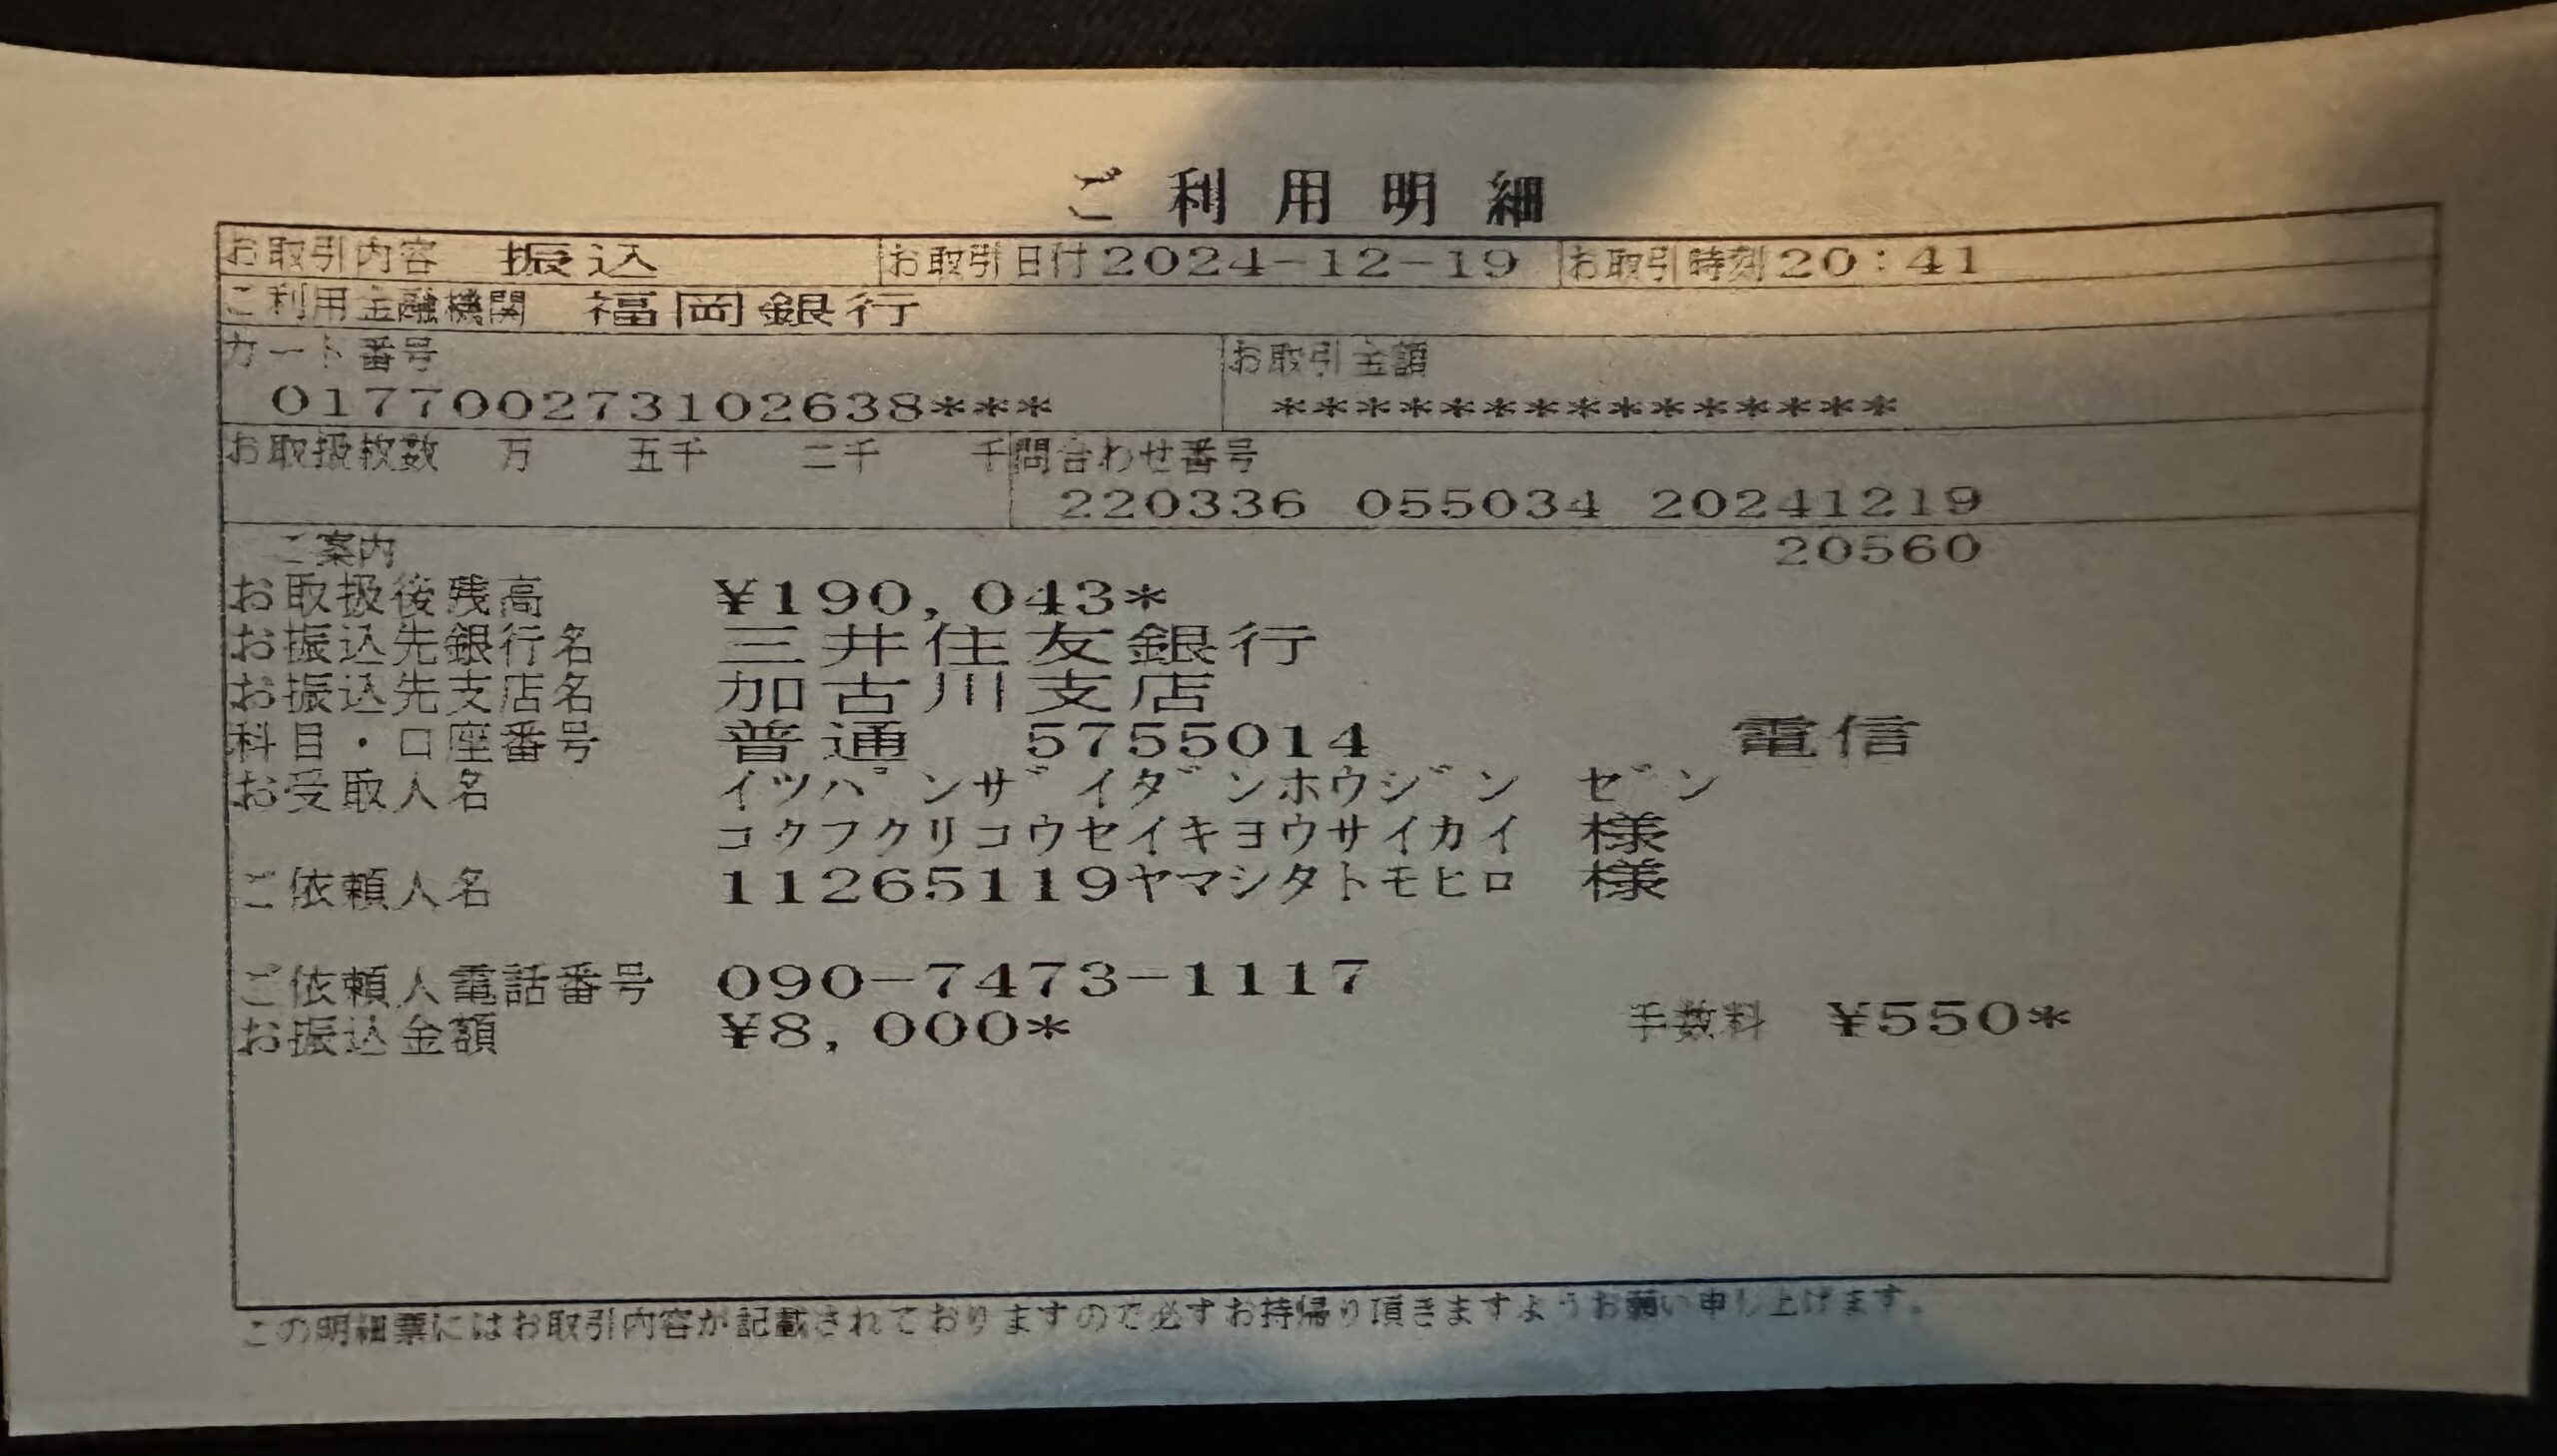 ご利用明細
お取引内容 振込 お取引日付 2024-12-19 お取引時刻 20:41
ご利用金融機関 福岡銀行
カード番号 お取引金額
017700273102638*** ***************
お取扱枚数 万 五千 二千 千 問合わせ番号
220336 055034 20241219
ご案内 20560
お取扱後残高 ¥190,043*
お振込先銀行名 三井住友銀行
お振込先支店名 加古川支店
科目・口座番号 普通 5755014 電信
お受取人名 イツパンザイダンホウジン ゼン
コクフクリコウセイキヨウサイカイ 様
ご依頼人名 11265119ヤマシタトモヒロ 様
ご依頼人電話番号 090-7473-1117
お振込金額 ¥8,000* 手数料 ¥550*
この明細票にはお取引内容が記載されておりますので必ずお持帰り頂きますようお願い申し上げます。